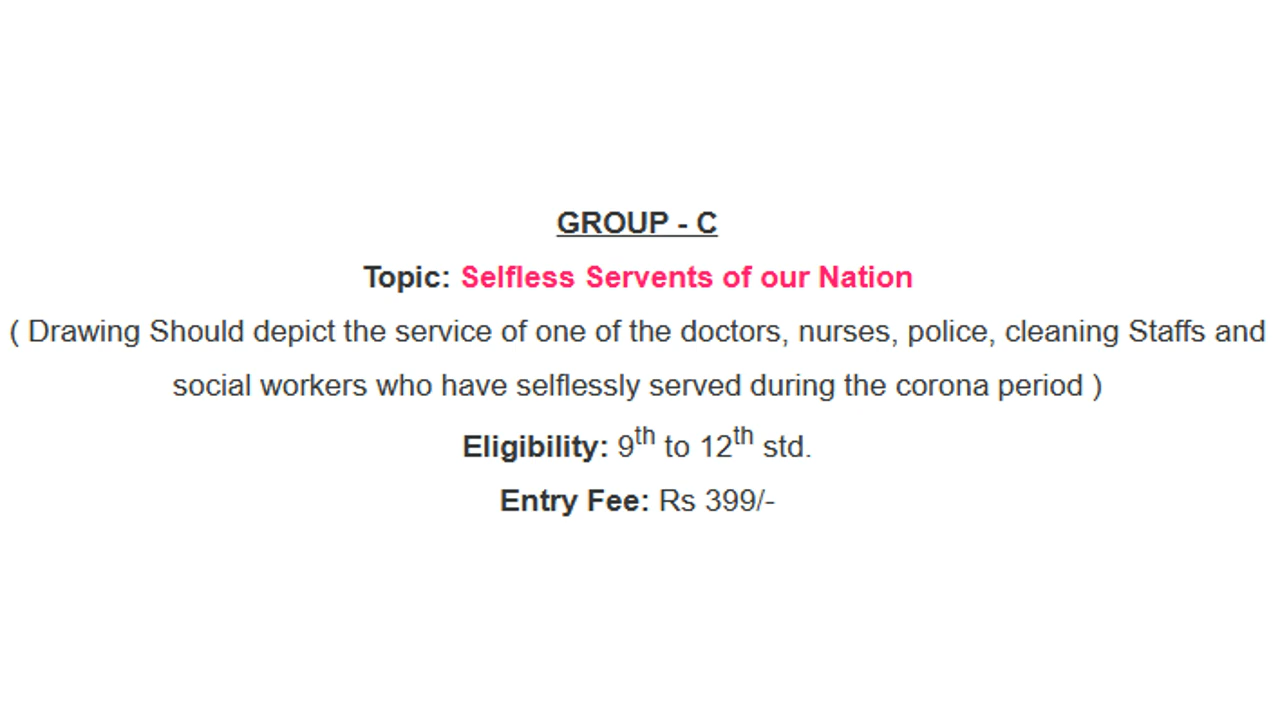 GROUP - C
Topic: Selfless Servents of our Nation
( Drawing Should depict the service of one of the doctors, nurses, police, cleaning Staffs and
social workers who have selflessly served during the corona period )
Eligibility: 9th to 12th std.
Entry Fee: Rs 399/-